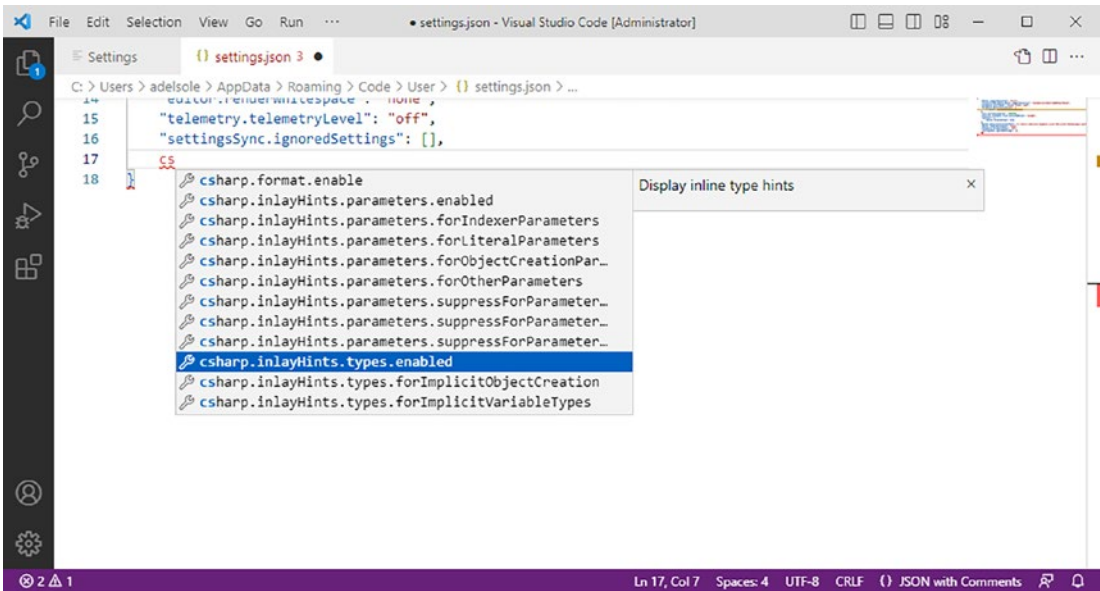 File Edit Selection View Go Run ··· ● settings.json - Visual Studio Code [Administrator]
Settings {} settings.json 3 ●
C: > Users > adelsole > AppData > Roaming > Code > User > {} settings.json > ...
14 "editor.renderWhitespace": "none",
15 "telemetry.telemetryLevel": "off",
16 "settingsSync.ignoredSettings": [],
17 cs
18 }
csharp.format.enable
csharp.inlayHints.parameters.enabled
csharp.inlayHints.parameters.forIndexerParameters
csharp.inlayHints.parameters.forLiteralParameters
csharp.inlayHints.parameters.forObjectCreationPar…
csharp.inlayHints.parameters.forOtherParameters
csharp.inlayHints.parameters.suppressForParameter…
csharp.inlayHints.parameters.suppressForParameter…
csharp.inlayHints.parameters.suppressForParameter…
csharp.inlayHints.types.enabled
csharp.inlayHints.types.forImplicitObjectCreation
csharp.inlayHints.types.forImplicitVariableTypes
Display inline type hints
1
2 1 Ln 17, Col 7 Spaces: 4 UTF-8 CRLF {} JSON with Comments